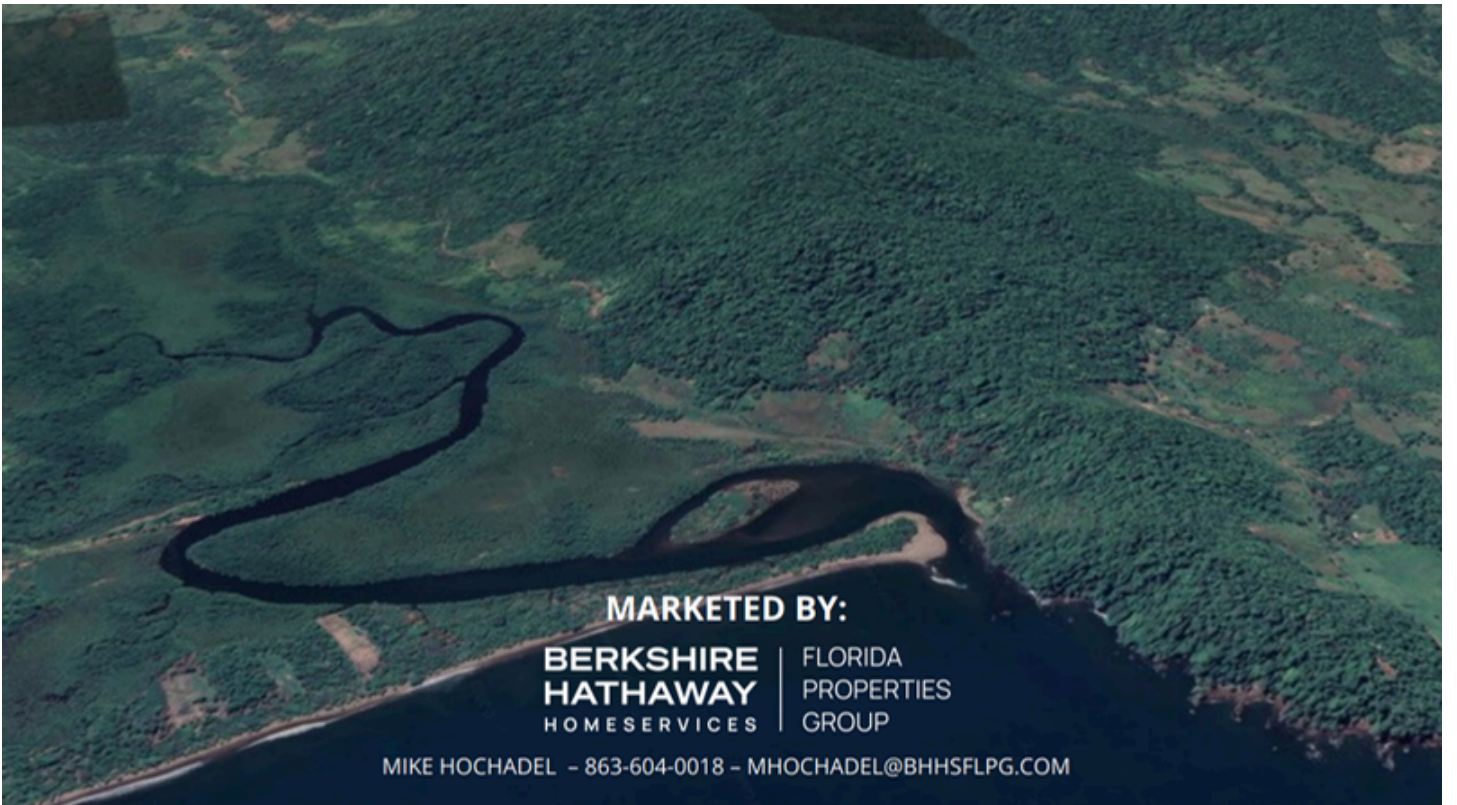 MARKETED BY:
BERKSHIRE
HATHAWAY
HOMESERVICES
FLORIDA
PROPERTIES
GROUP
MIKE HOCHADEL – 863-604-0018 – MHOCHADEL@BHHSFLPG.COM